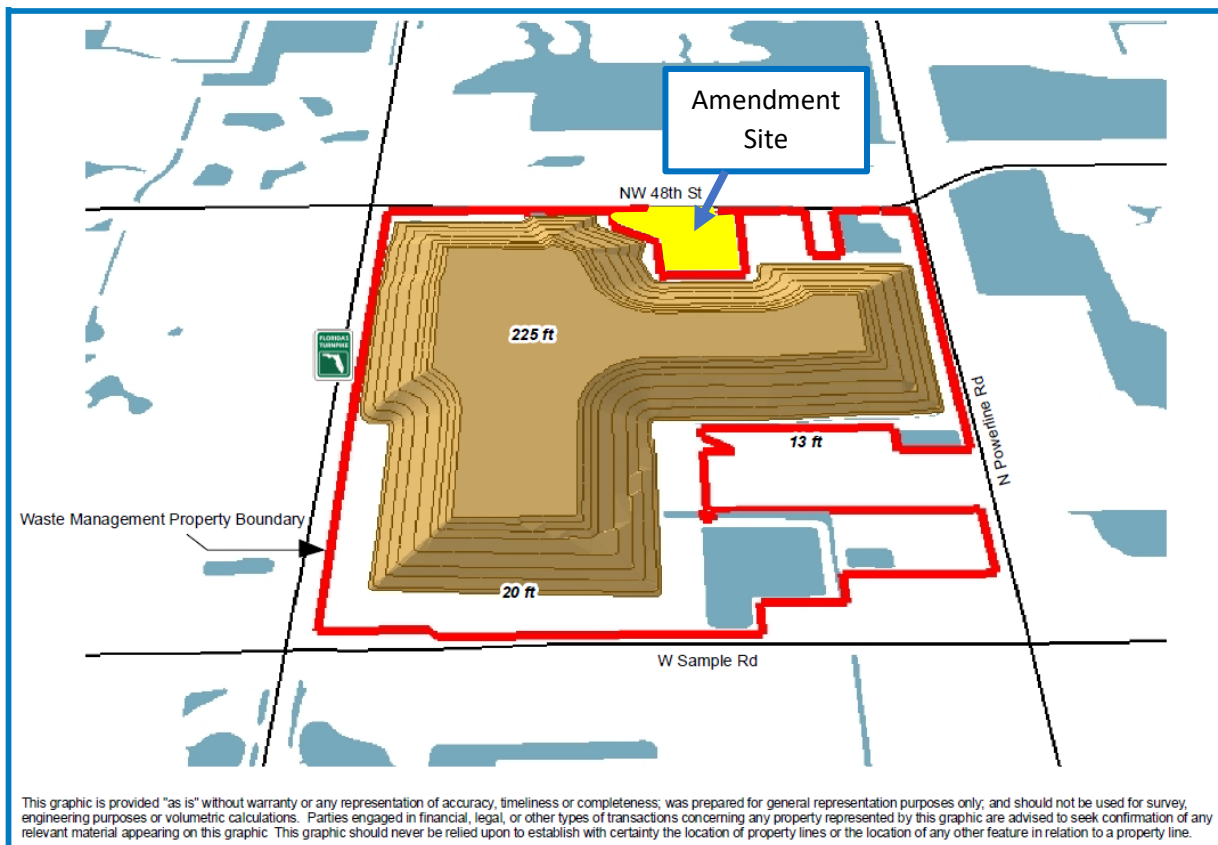 Amendment
Site
NW 48th St
225 ft
FLORIDA'S
TURNPIKE
13 ft
N Powerline Rd
Waste Management Property Boundary
20 ft
W Sample Rd
This graphic is provided "as is" without warranty or any representation of accuracy, timeliness or completeness; was prepared for general representation purposes only; and should not be used for survey,
engineering purposes or volumetric calculations. Parties engaged in financial, legal, or other types of transactions concerning any property represented by this graphic are advised to seek confirmation of any
relevant material appearing on this graphic This graphic should never be relied upon to establish with certainty the location of property lines or the location of any other feature in relation to a property line.